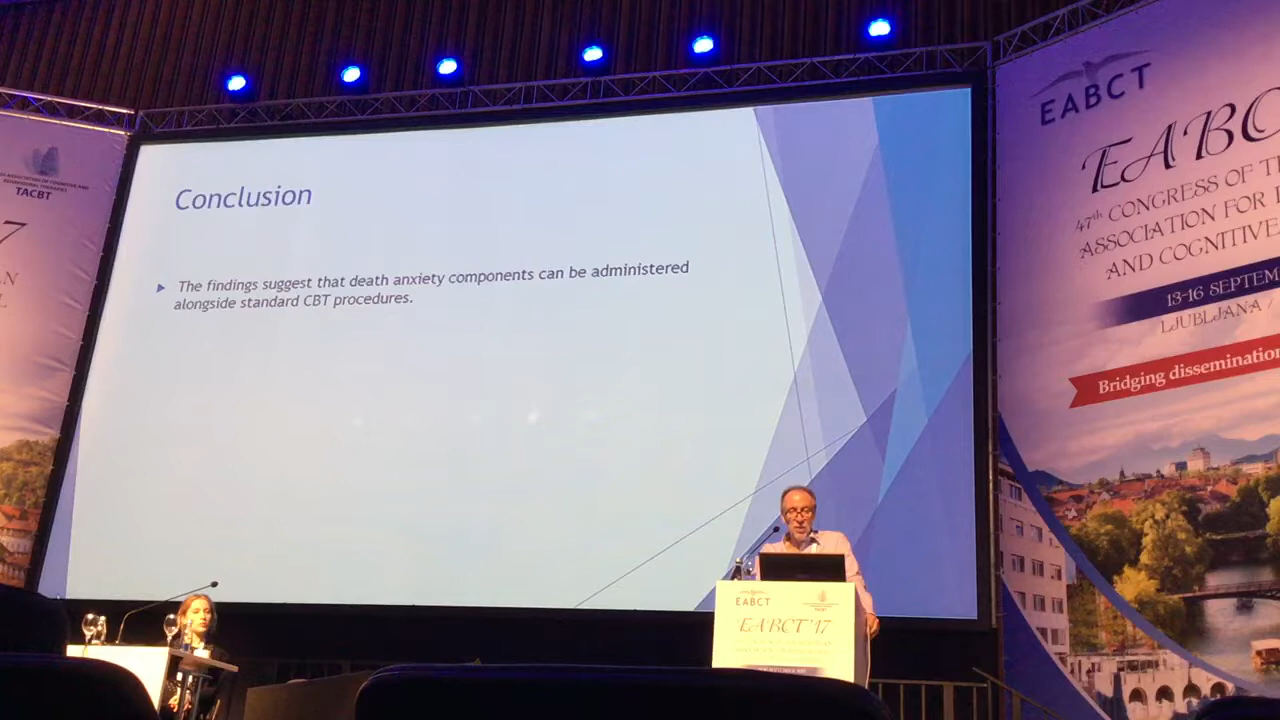 Conclusion
The findings suggest that death anxiety components can be administered
alongside standard CBT procedures.
TACBT
7
EABCT
EABC
47th CONGRESS OF
ASSOCIATION FOR
AND COGNITIVE
13-16 SEPTEM
LJUBLJANA /
Bridging dissemination
EABCT
EABCT'17